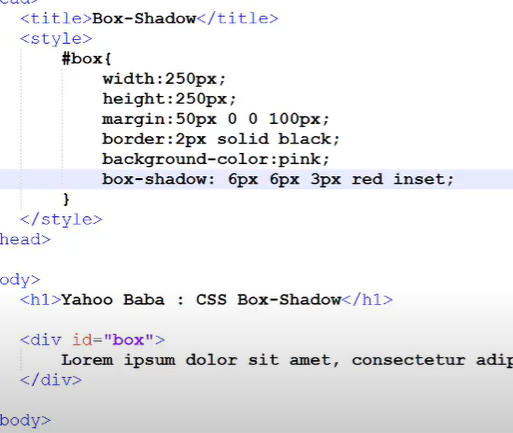 ead>
<title>Box-Shadow</title>
<style>
#box{
width:250px;
height:250px;
margin:50px 0 0 100px;
border:2px solid black;
background-color:pink;
box-shadow: 6px 6px 3px red inset;
}
</style>
head>
ody>
<h1>Yahoo Baba : CSS Box-Shadow</h1>
<div id="box">
Lorem ipsum dolor sit amet, consectetur adip
</div>
body>